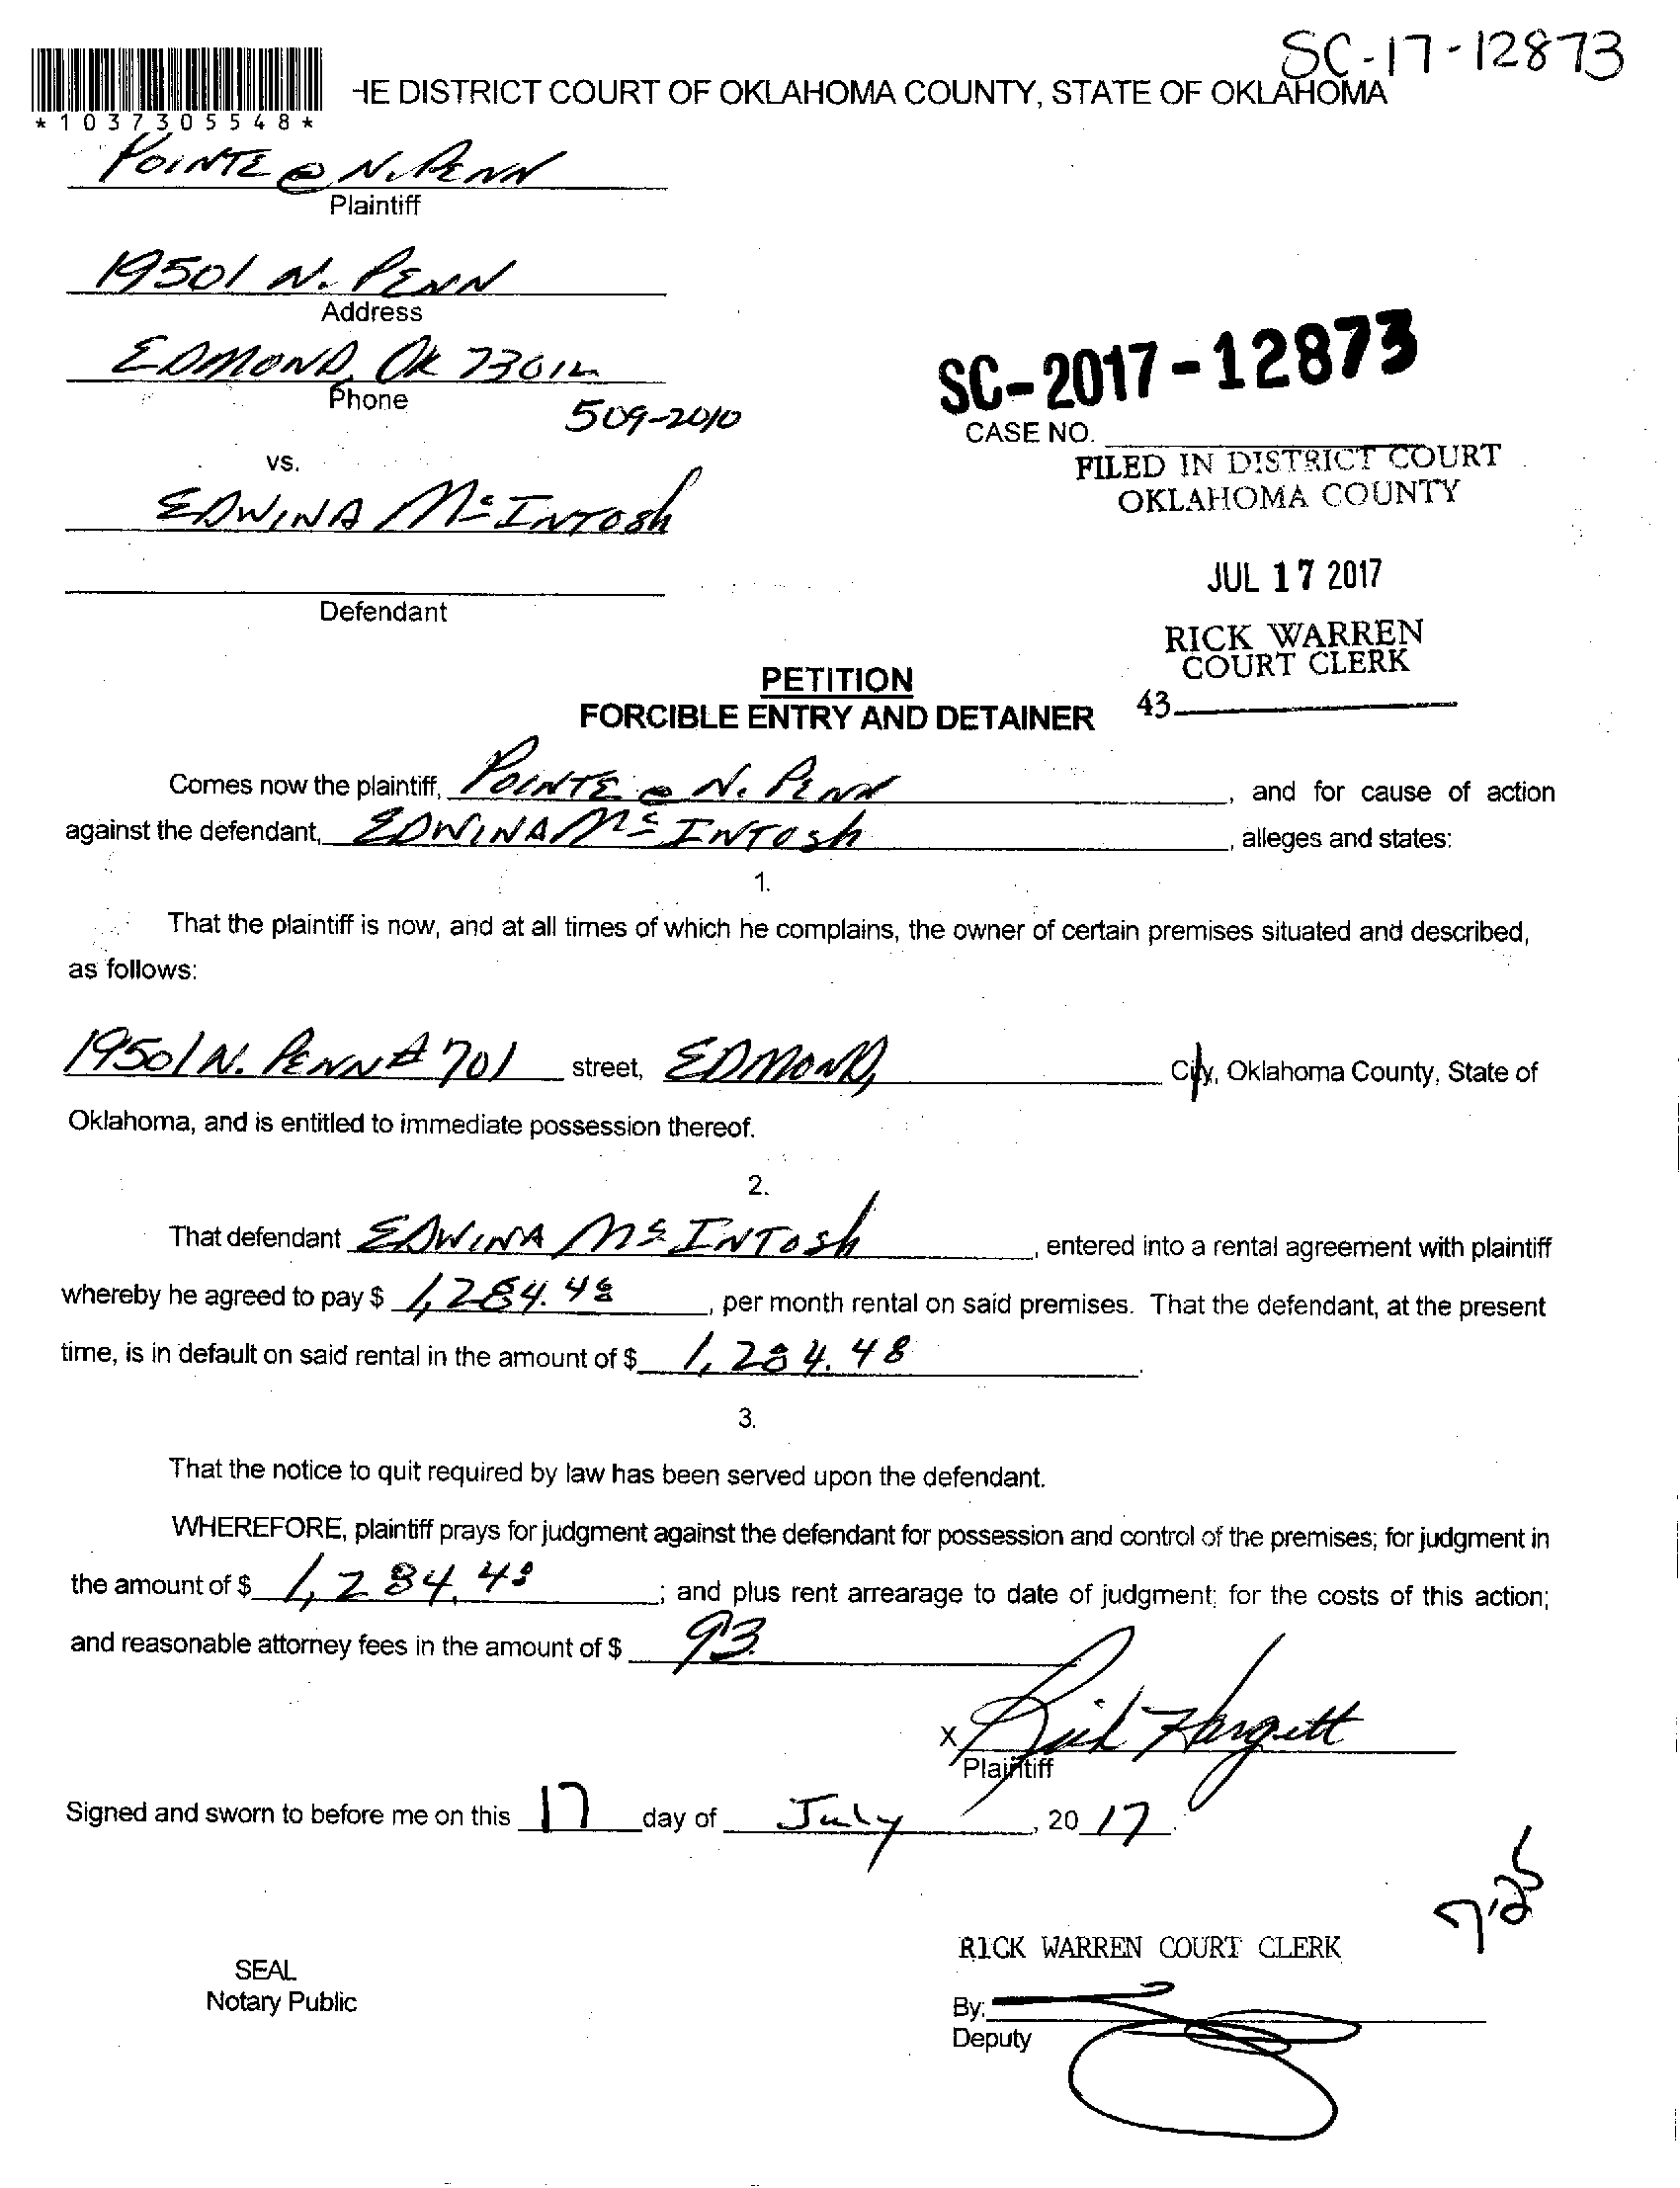 SC-17-12873
HE DISTRICT COURT OF OKLAHOMA COUNTY, STATE OF OKLAHOMA
*1037305548*
POINTE @ N. PENN
Plaintiff
19501 N. PENN
Address
EDMOND, OK 73012
Phone
509-2010
SC-2017-12873
CASE NO.
FILED IN DISTRICT COURT
OKLAHOMA COUNTY
vs.
EDWINA McINTOSH
JUL 17 2017
Defendant
RICK WARREN
COURT CLERK
43
PETITION
FORCIBLE ENTRY AND DETAINER
Comes now the plaintiff, POINTE @ N. PENN, and for cause of action
against the defendant, EDWINA McINTOSH, alleges and states:
1.
That the plaintiff is now, and at all times of which he complains, the owner of certain premises situated and described,
as follows:
19501 N. PENN # 701 street, EDMOND, City, Oklahoma County, State of
Oklahoma, and is entitled to immediate possession thereof.
2.
That defendant EDWINA McINTOSH, entered into a rental agreement with plaintiff
whereby he agreed to pay $ 1,284.48, per month rental on said premises. That the defendant, at the present
time, is in default on said rental in the amount of $ 1,284.48.
3.
That the notice to quit required by law has been served upon the defendant.
WHEREFORE, plaintiff prays for judgment against the defendant for possession and control of the premises; for judgment in
the amount of $ 1,284.48; and plus rent arrearage to date of judgment; for the costs of this action;
and reasonable attorney fees in the amount of $ 93.
X Rick Hargett
Plaintiff
Signed and sworn to before me on this 17 day of July, 20 17.
RICK WARREN COURT CLERK
SEAL
Notary Public
By:
Deputy